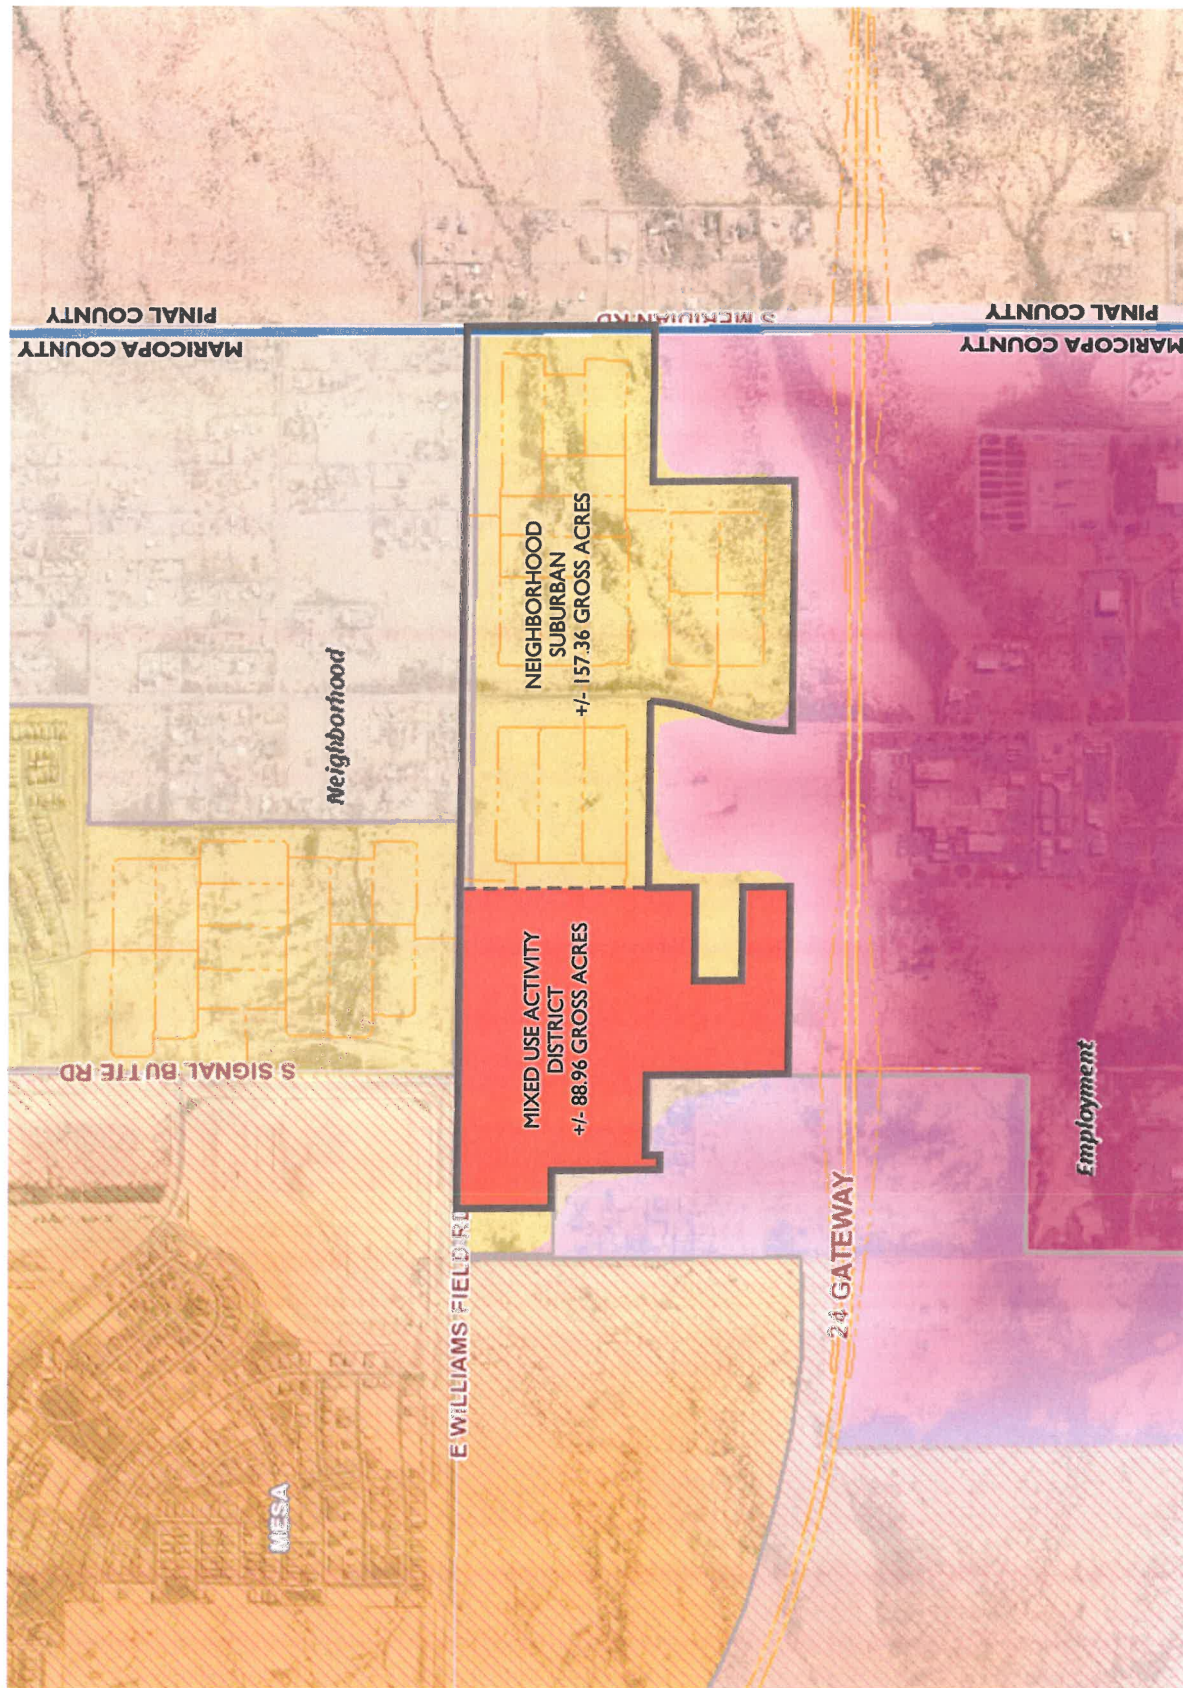 PINAL COUNTY
MARICOPA COUNTY
S MERIDIAN RD
PINAL COUNTY
MARICOPA COUNTY
NEIGHBORHOOD
SUBURBAN
+/- 157.36 GROSS ACRES
Neighborhood
MIXED USE ACTIVITY
DISTRICT
+/- 88.96 GROSS ACRES
S SIGNAL BUTTE RD
Employment
E WILLIAMS FIELD RD
24 GATEWAY
MESA